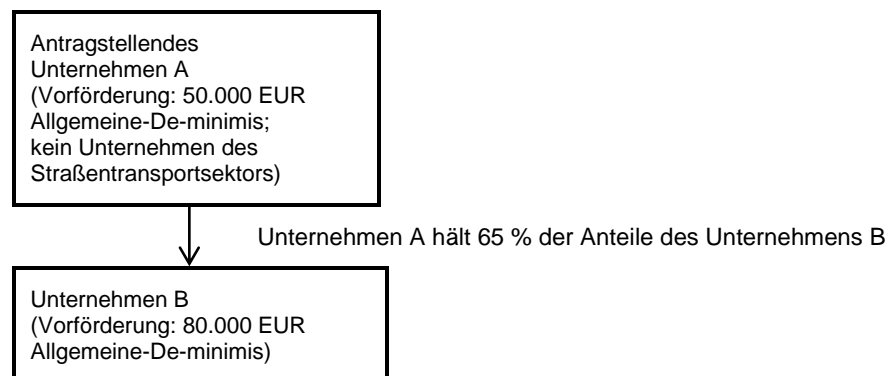 Antragstellendes
Unternehmen A
(Vorförderung: 50.000 EUR
Allgemeine-De-minimis;
kein Unternehmen des
Straßentransportsektors)
Unternehmen A hält 65 % der Anteile des Unternehmens B
Unternehmen B
(Vorförderung: 80.000 EUR
Allgemeine-De-minimis)